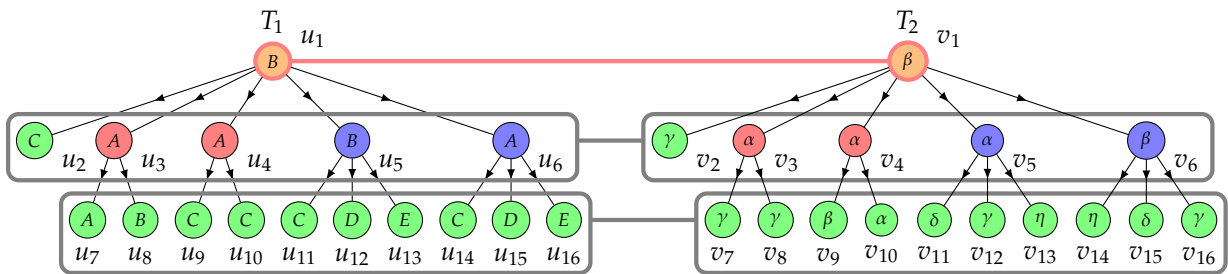 T₁ u₁ T₂ v₁
B β
C A A B A γ α α α β
u₂ u₃ u₄ u₅ u₆ v₂ v₃ v₄ v₅ v₆
A B C C C D E C D E γ γ β α δ γ η η δ γ
u₇ u₈ u₉ u₁₀ u₁₁ u₁₂ u₁₃ u₁₄ u₁₅ u₁₆ v₇ v₈ v₉ v₁₀ v₁₁ v₁₂ v₁₃ v₁₄ v₁₅ v₁₆